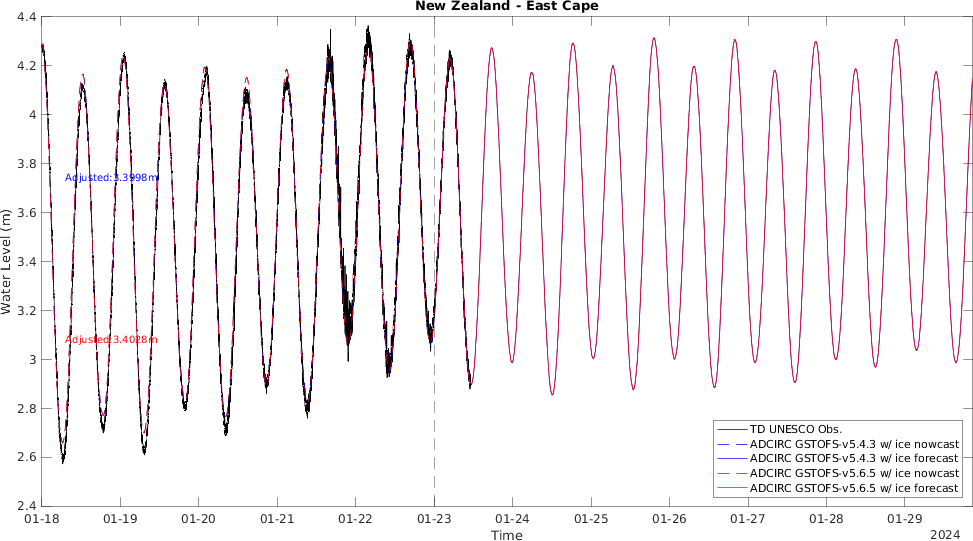 New Zealand - East Cape
4.4
4.2
4
3.8
3.6
3.4
3.2
3
2.8
2.6
2.4
Water Level (m)
Adjusted:3.3998m
Adjusted:3.4028m
TD UNESCO Obs.
ADCIRC GSTOFS-v5.4.3 w/ ice nowcast
ADCIRC GSTOFS-v5.4.3 w/ ice forecast
ADCIRC GSTOFS-v5.6.5 w/ ice nowcast
ADCIRC GSTOFS-v5.6.5 w/ ice forecast
01-18 01-19 01-20 01-21 01-22 01-23 01-24 01-25 01-26 01-27 01-28 01-29
Time
2024